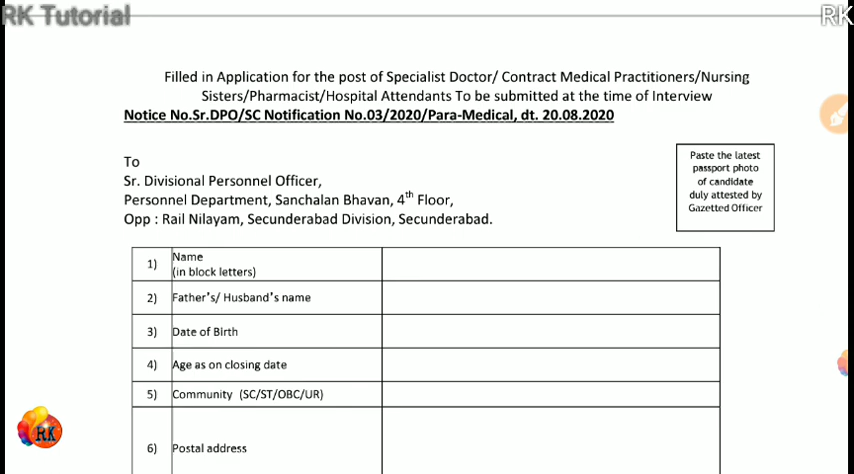 RK Tutorial
RK
Filled in Application for the post of Specialist Doctor/ Contract Medical Practitioners/Nursing
Sisters/Pharmacist/Hospital Attendants To be submitted at the time of Interview
Notice No.Sr.DPO/SC Notification No.03/2020/Para-Medical, dt. 20.08.2020
To
Sr. Divisional Personnel Officer,
Personnel Department, Sanchalan Bhavan, 4th Floor,
Opp : Rail Nilayam, Secunderabad Division, Secunderabad.
Paste the latest
passport photo
of candidate
duly attested by
Gazetted Officer
1) Name
(in block letters)
2) Father's/ Husband's name
3) Date of Birth
4) Age as on closing date
5) Community (SC/ST/OBC/UR)
6) Postal address
RK